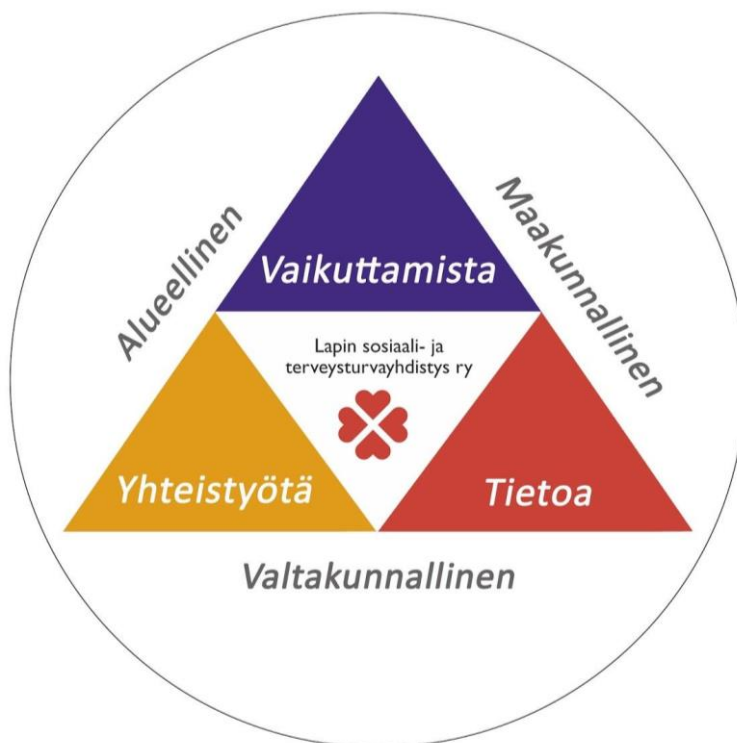 Alueellinen
Maakunnallinen
Vaikuttamista
Lapin sosiaali- ja
terveysturvayhdistys ry
Yhteistyötä
Tietoa
Valtakunnallinen